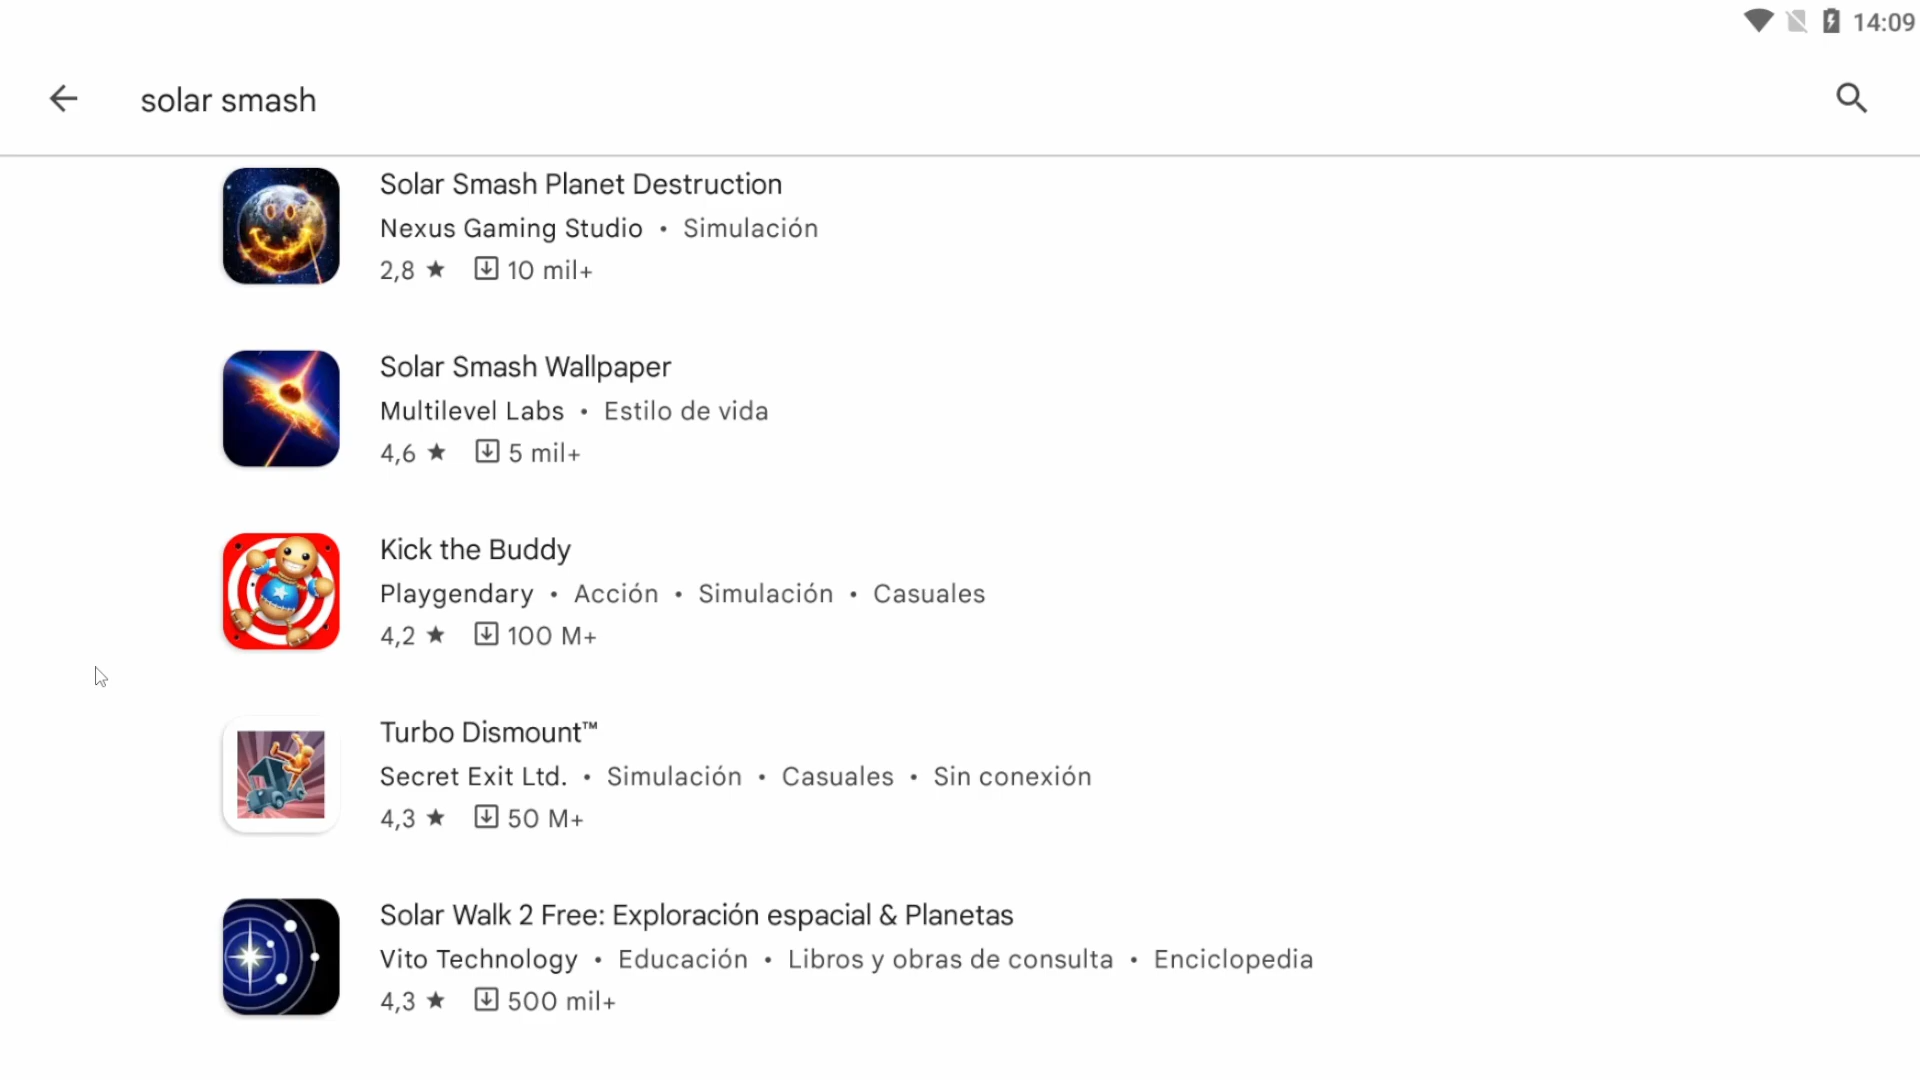 14:09
solar smash
Solar Smash Planet Destruction
Nexus Gaming Studio • Simulación
2,8 ★ 10 mil+
Solar Smash Wallpaper
Multilevel Labs • Estilo de vida
4,6 ★ 5 mil+
Kick the Buddy
Playgendary • Acción • Simulación • Casuales
4,2 ★ 100 M+
Turbo Dismount™
Secret Exit Ltd. • Simulación • Casuales • Sin conexión
4,3 ★ 50 M+
Solar Walk 2 Free: Exploración espacial & Planetas
Vito Technology • Educación • Libros y obras de consulta • Enciclopedia
4,3 ★ 500 mil+